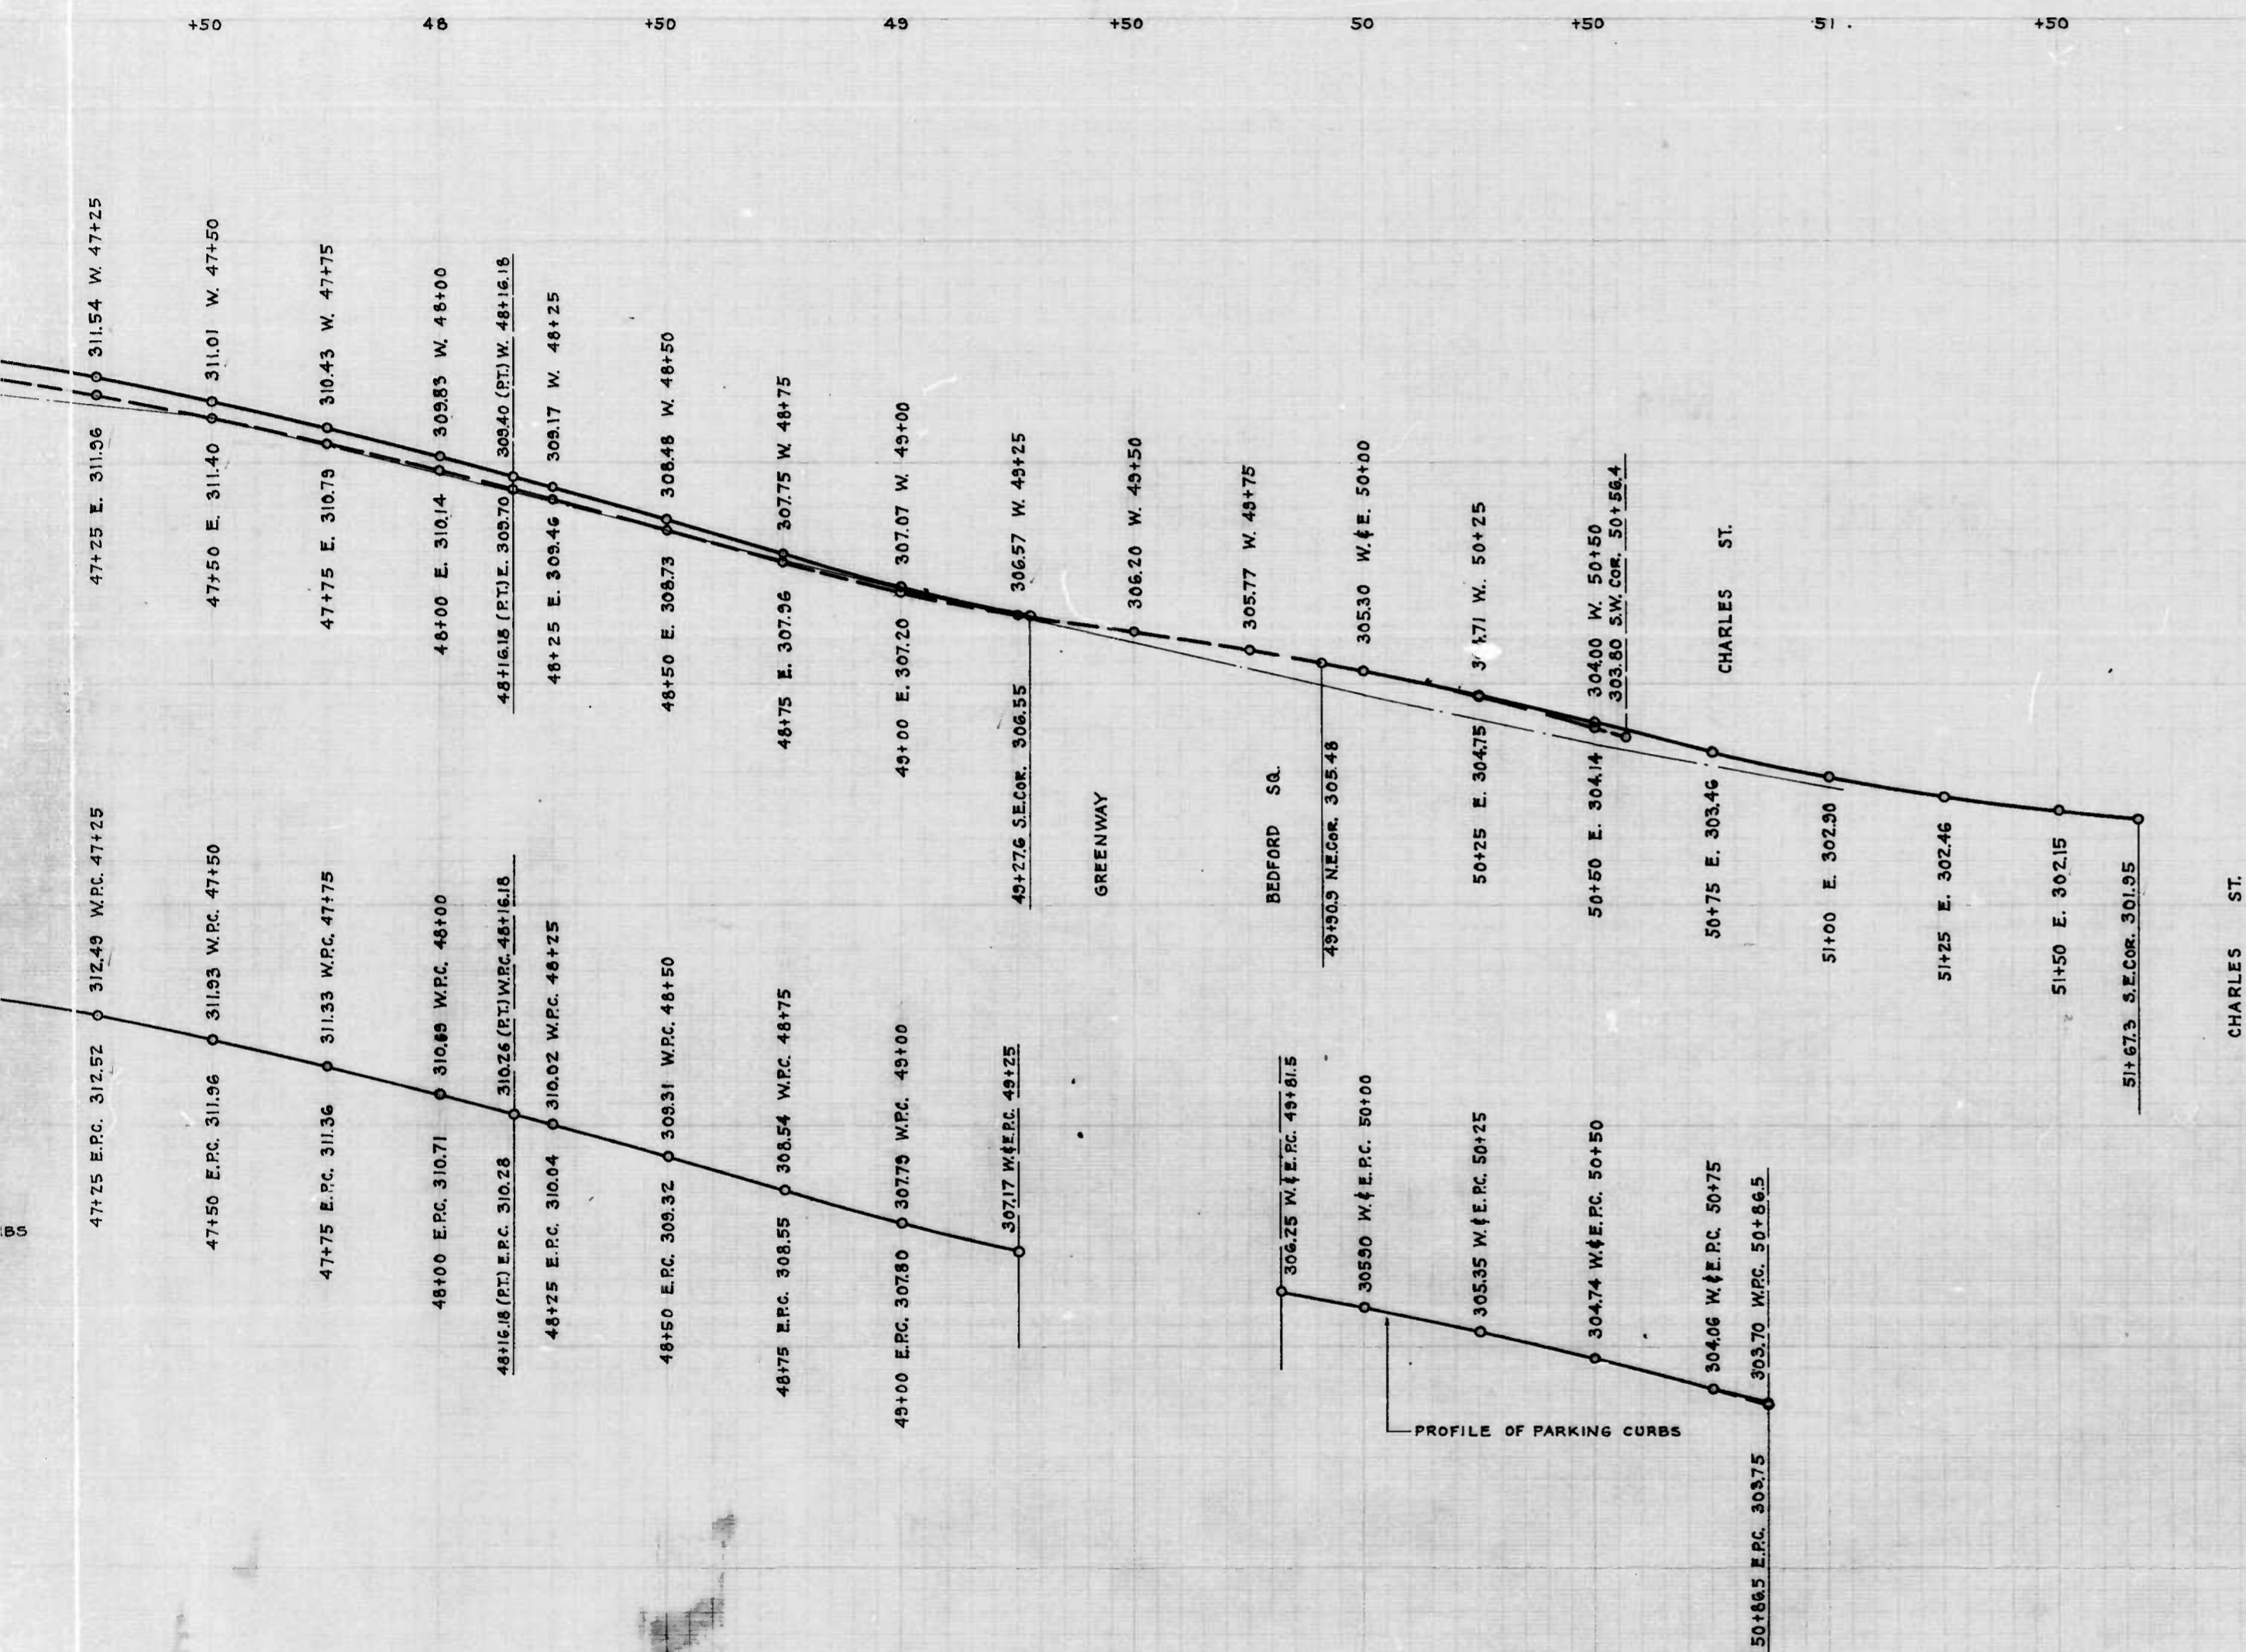 +50 48 +50 49 +50 50 +50 51 +50
311.54 W. 47+25
311.01 W. 47+50
310.43 W. 47+75
309.83 W. 48+00
309.40 (P.T.) W. 48+16.18
309.17 W. 48+25
308.48 W. 48+50
307.75 W. 48+75
307.07 W. 49+00
306.57 W. 49+25
306.20 W. 49+50
305.77 W. 49+75
305.30 W. & E. 50+00
.71 W. 50+25
304.00 W. 50+50
303.80 S.W. COR. 50+56.4
CHARLES ST.
47+25 E. 311.96
47+50 E. 311.40
47+75 E. 310.79
48+00 E. 310.14
48+16.18 (P.T.) E. 309.70
48+25 E. 309.46
48+50 E. 308.73
48+75 E. 307.96
49+00 E. 307.20
49+27.6 S.E.COR. 306.55
GREENWAY
BEDFORD SQ.
49+90.9 N.E.COR. 305.48
50+25 E. 304.75
50+50 E. 304.14
50+75 E. 303.46
51+00 E. 302.90
51+25 E. 302.46
51+50 E. 302.15
51+67.3 S.E.COR. 301.95
CHARLES ST.
312.49 W.P.C. 47+25
311.93 W.P.C. 47+50
311.33 W.P.C. 47+75
310.69 W.P.C. 48+00
310.26 (P.T.) W.P.C. 48+16.18
310.02 W.P.C. 48+25
309.31 W.P.C. 48+50
308.54 W.P.C. 48+75
307.79 W.P.C. 49+00
307.17 W. & E.P.C. 49+25
306.25 W. & E.P.C. 49+81.5
305.90 W. & E.P.C. 50+00
305.35 W. & E.P.C. 50+25
304.74 W. & E.P.C. 50+50
304.06 W. & E.P.C. 50+75
303.70 W.P.C. 50+86.5
BS
47+25 E.P.C. 312.52
47+50 E.P.C. 311.96
47+75 E.P.C. 311.36
48+00 E.P.C. 310.71
48+16.18 (P.T.) E.P.C. 310.28
48+25 E.P.C. 310.04
48+50 E.P.C. 309.32
48+75 E.P.C. 308.55
49+00 E.P.C. 307.80
PROFILE OF PARKING CURBS
50+86.5 E.P.C. 303.75